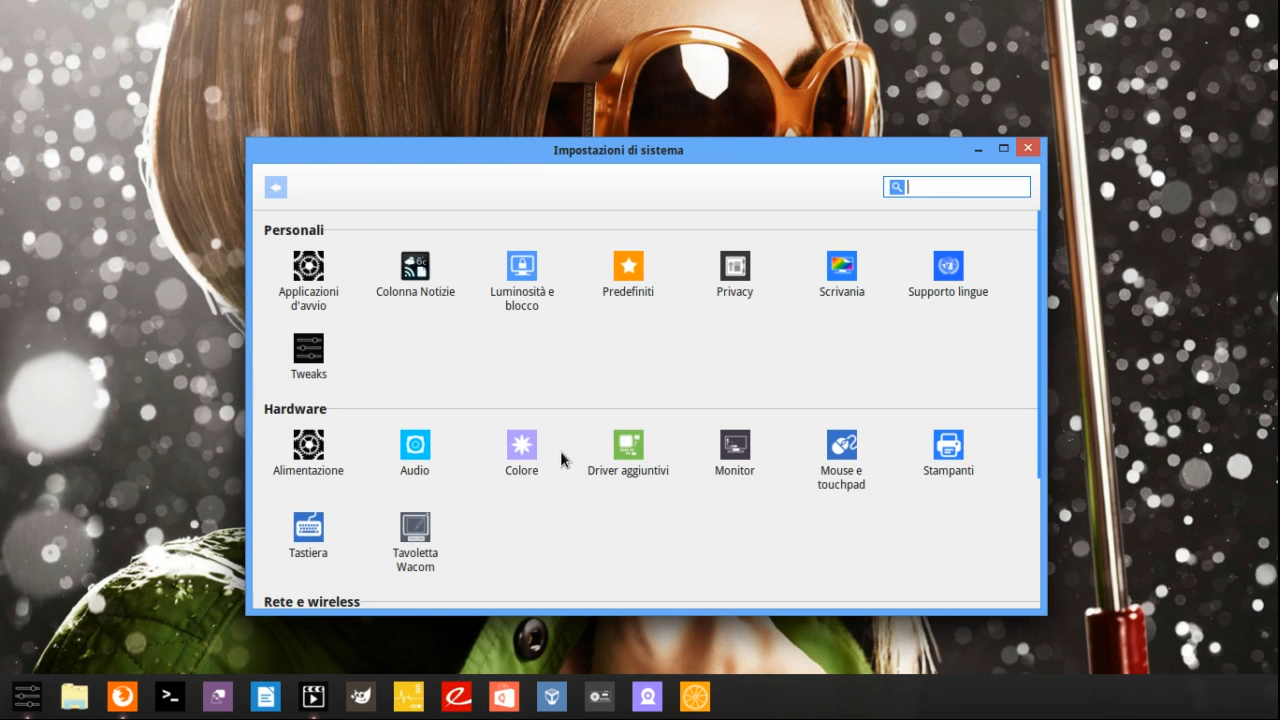 Impostazioni di sistema
Personali
Applicazioni d'avvio
Colonna Notizie
Luminosità e blocco
Predefiniti
Privacy
Scrivania
Supporto lingue
Tweaks
Hardware
Alimentazione
Audio
Colore
Driver aggiuntivi
Monitor
Mouse e touchpad
Stampanti
Tastiera
Tavoletta Wacom
Rete e wireless